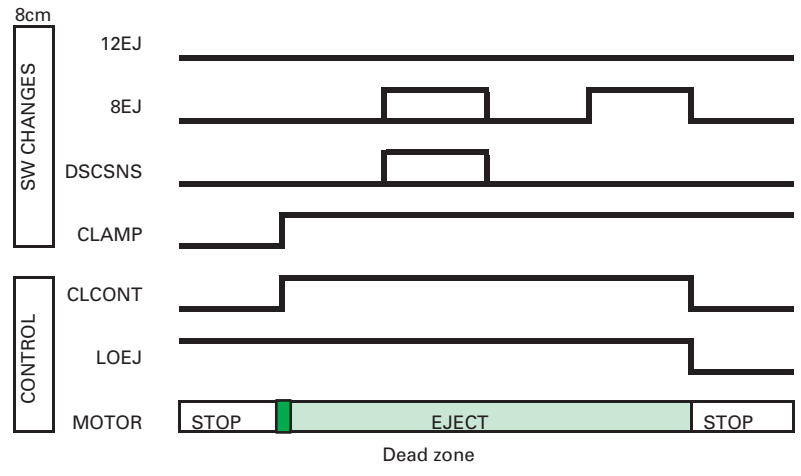 8cm
SW CHANGES
12EJ
8EJ
DSCSNS
CLAMP
CONTROL
CLCONT
LOEJ
MOTOR STOP EJECT STOP
Dead zone